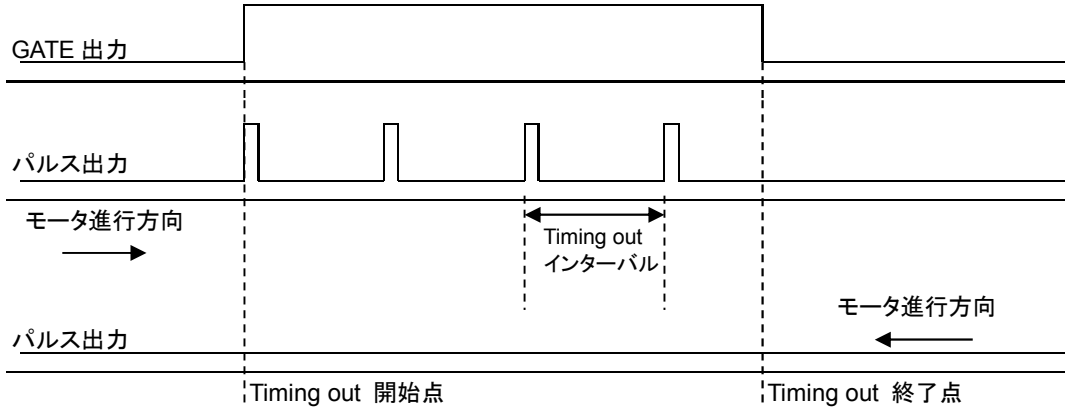 GATE 出力
パルス出力
モータ進行方向
Timing out
インターバル
モータ進行方向
パルス出力
Timing out 開始点
Timing out 終了点